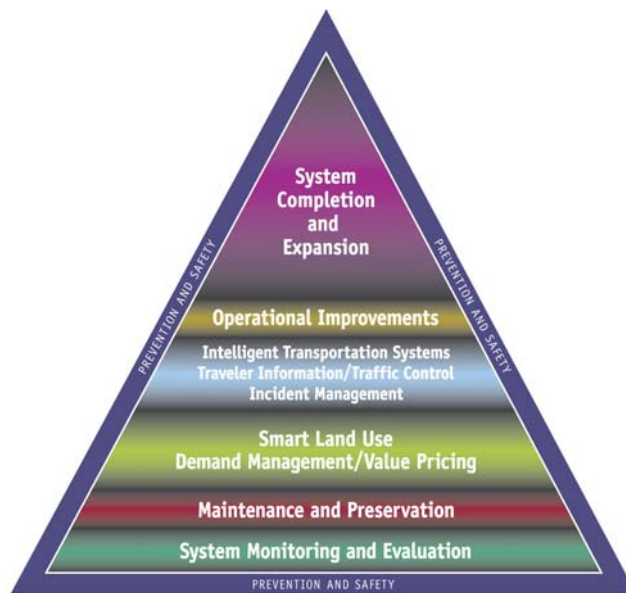 System
Completion
and
Expansion
PREVENTION AND SAFETY
PREVENTION AND SAFETY
Operational Improvements
Intelligent Transportation Systems
Traveler Information/Traffic Control
Incident Management
Smart Land Use
Demand Management/Value Pricing
Maintenance and Preservation
System Monitoring and Evaluation
PREVENTION AND SAFETY